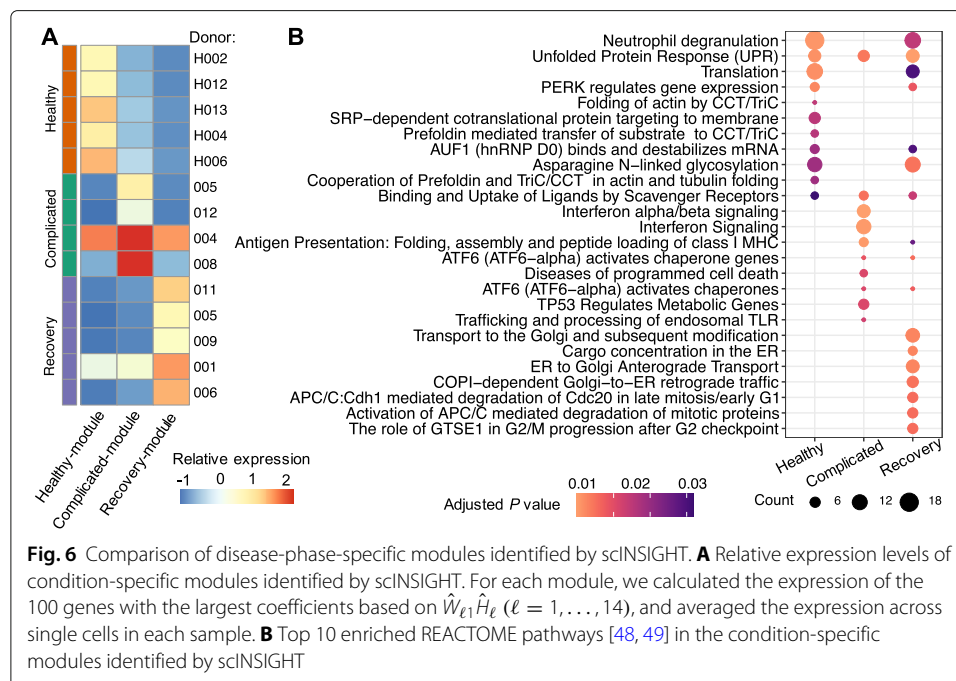 A
Donor:
B
Healthy
Complicated
Recovery
H002
H012
H013
H004
H006
005
012
004
008
011
005
009
001
006
Healthy-module
Complicated-module
Recovery-module
Relative expression
-1 0 1 2
Neutrophil degranulation
Unfolded Protein Response (UPR)
Translation
PERK regulates gene expression
Folding of actin by CCT/TriC
SRP−dependent cotranslational protein targeting to membrane
Prefoldin mediated transfer of substrate to CCT/TriC
AUF1 (hnRNP D0) binds and destabilizes mRNA
Asparagine N−linked glycosylation
Cooperation of Prefoldin and TriC/CCT in actin and tubulin folding
Binding and Uptake of Ligands by Scavenger Receptors
Interferon alpha/beta signaling
Interferon Signaling
Antigen Presentation: Folding, assembly and peptide loading of class I MHC
ATF6 (ATF6−alpha) activates chaperone genes
Diseases of programmed cell death
ATF6 (ATF6−alpha) activates chaperones
TP53 Regulates Metabolic Genes
Trafficking and processing of endosomal TLR
Transport to the Golgi and subsequent modification
Cargo concentration in the ER
ER to Golgi Anterograde Transport
COPI−dependent Golgi−to−ER retrograde traffic
APC/C:Cdh1 mediated degradation of Cdc20 in late mitosis/early G1
Activation of APC/C mediated degradation of mitotic proteins
The role of GTSE1 in G2/M progression after G2 checkpoint
Healthy
Complicated
Recovery
0.01 0.02 0.03
Adjusted P value
Count 6 12 18
Fig. 6 Comparison of disease-phase-specific modules identified by scINSIGHT. A Relative expression levels of
condition-specific modules identified by scINSIGHT. For each module, we calculated the expression of the
100 genes with the largest coefficients based on Ŵℓ1Ĥℓ (ℓ = 1, . . . , 14), and averaged the expression across
single cells in each sample. B Top 10 enriched REACTOME pathways [48, 49] in the condition-specific
modules identified by scINSIGHT